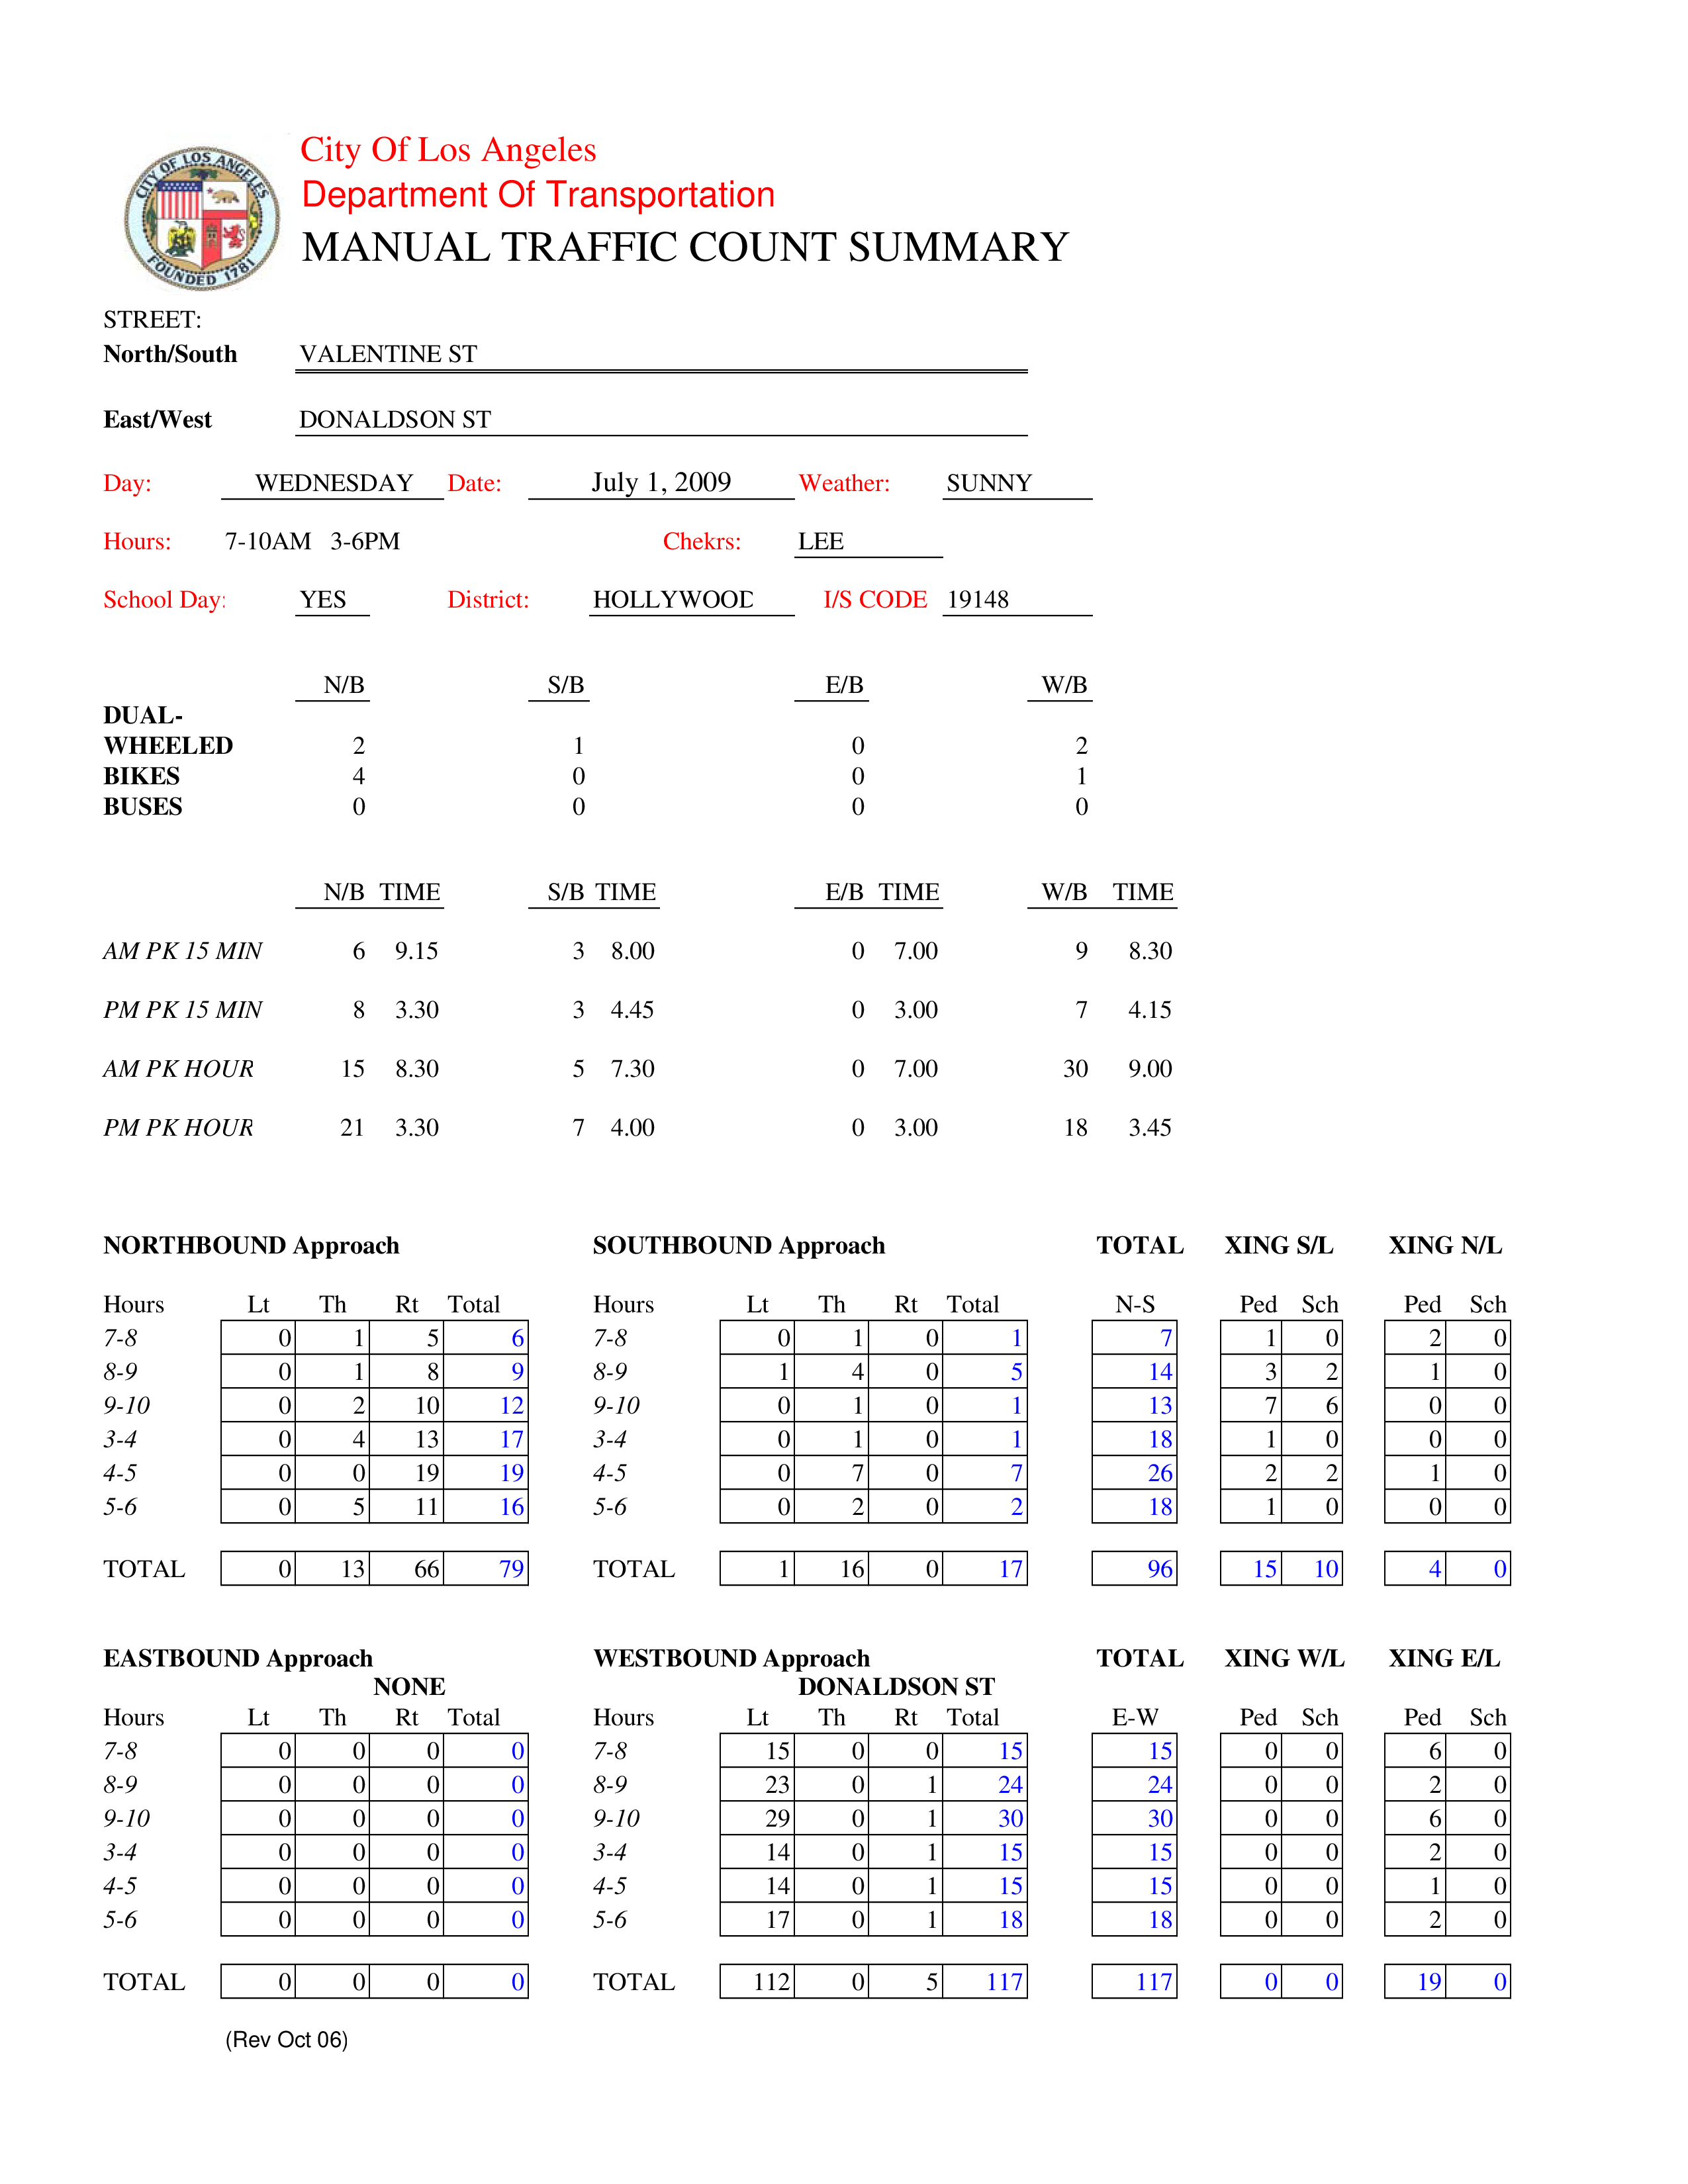 CITY OF LOS ANGELES
FOUNDED 1781
City Of Los Angeles
Department Of Transportation
MANUAL TRAFFIC COUNT SUMMARY
STREET:
North/South VALENTINE ST
East/West DONALDSON ST
Day: WEDNESDAY Date: July 1, 2009 Weather: SUNNY
Hours: 7-10AM 3-6PM Chekrs: LEE
School Day: YES District: HOLLYWOOD I/S CODE 19148
N/B S/B E/B W/B
DUAL-
WHEELED 2 1 0 2
BIKES 4 0 0 1
BUSES 0 0 0 0
N/B TIME S/B TIME E/B TIME W/B TIME
AM PK 15 MIN 6 9.15 3 8.00 0 7.00 9 8.30
PM PK 15 MIN 8 3.30 3 4.45 0 3.00 7 4.15
AM PK HOUR 15 8.30 5 7.30 0 7.00 30 9.00
PM PK HOUR 21 3.30 7 4.00 0 3.00 18 3.45
NORTHBOUND Approach SOUTHBOUND Approach TOTAL XING S/L XING N/L
Hours Lt Th Rt Total Hours Lt Th Rt Total N-S Ped Sch Ped Sch
7-8 0 1 5 6 7-8 0 1 0 1 7 1 0 2 0
8-9 0 1 8 9 8-9 1 4 0 5 14 3 2 1 0
9-10 0 2 10 12 9-10 0 1 0 1 13 7 6 0 0
3-4 0 4 13 17 3-4 0 1 0 1 18 1 0 0 0
4-5 0 0 19 19 4-5 0 7 0 7 26 2 2 1 0
5-6 0 5 11 16 5-6 0 2 0 2 18 1 0 0 0
TOTAL 0 13 66 79 TOTAL 1 16 0 17 96 15 10 4 0
EASTBOUND Approach WESTBOUND Approach TOTAL XING W/L XING E/L
NONE DONALDSON ST
Hours Lt Th Rt Total Hours Lt Th Rt Total E-W Ped Sch Ped Sch
7-8 0 0 0 0 7-8 15 0 0 15 15 0 0 6 0
8-9 0 0 0 0 8-9 23 0 1 24 24 0 0 2 0
9-10 0 0 0 0 9-10 29 0 1 30 30 0 0 6 0
3-4 0 0 0 0 3-4 14 0 1 15 15 0 0 2 0
4-5 0 0 0 0 4-5 14 0 1 15 15 0 0 1 0
5-6 0 0 0 0 5-6 17 0 1 18 18 0 0 2 0
TOTAL 0 0 0 0 TOTAL 112 0 5 117 117 0 0 19 0
(Rev Oct 06)